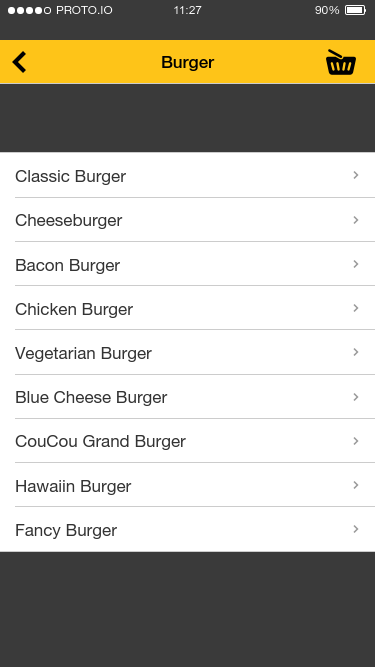 PROTO.IO 11:27 90%
Burger
Classic Burger
Cheeseburger
Bacon Burger
Chicken Burger
Vegetarian Burger
Blue Cheese Burger
CouCou Grand Burger
Hawaiin Burger
Fancy Burger